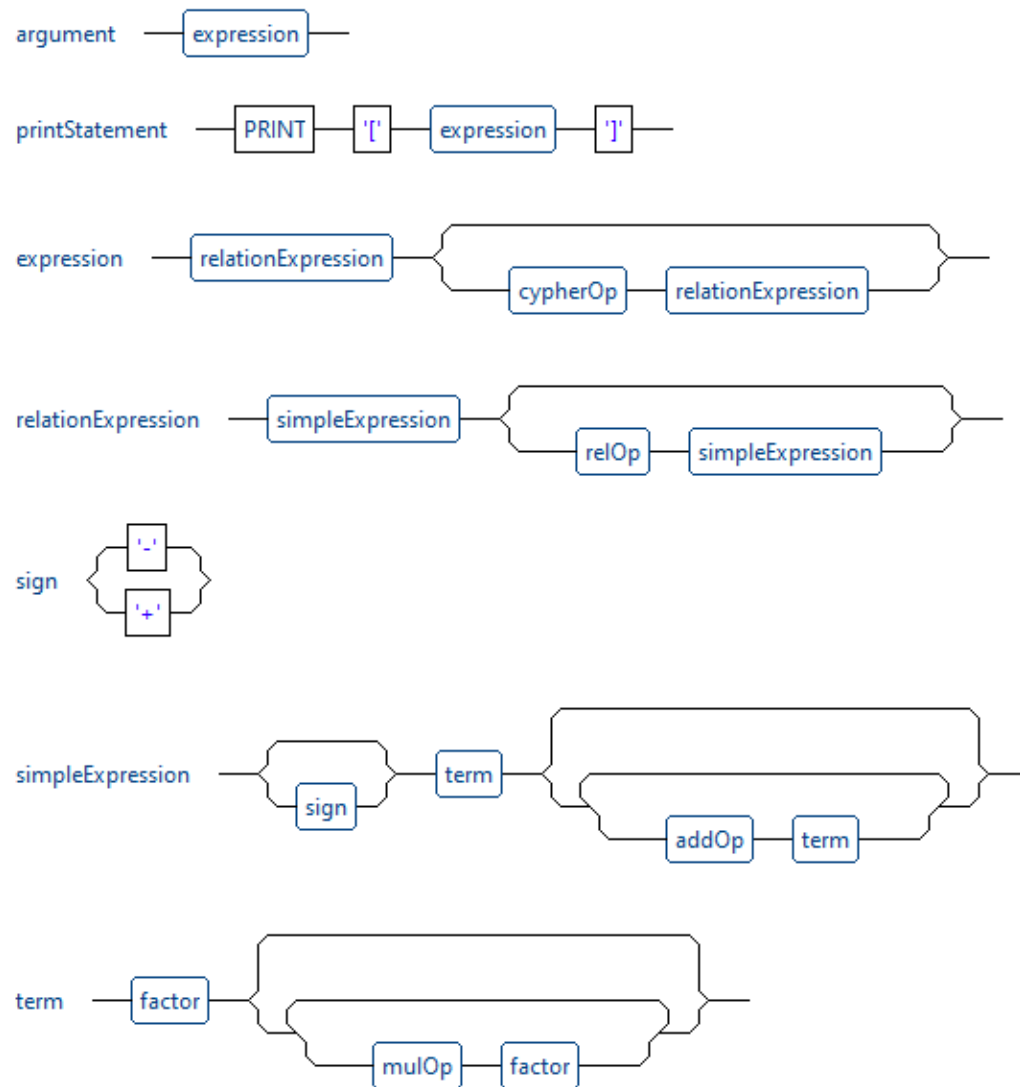 argument expression
printStatement PRINT '[' expression ']'
expression relationExpression
cypherOp relationExpression
relationExpression simpleExpression
relOp simpleExpression
'-'
sign
'+'
simpleExpression term
sign
addOp term
term factor
mulOp factor